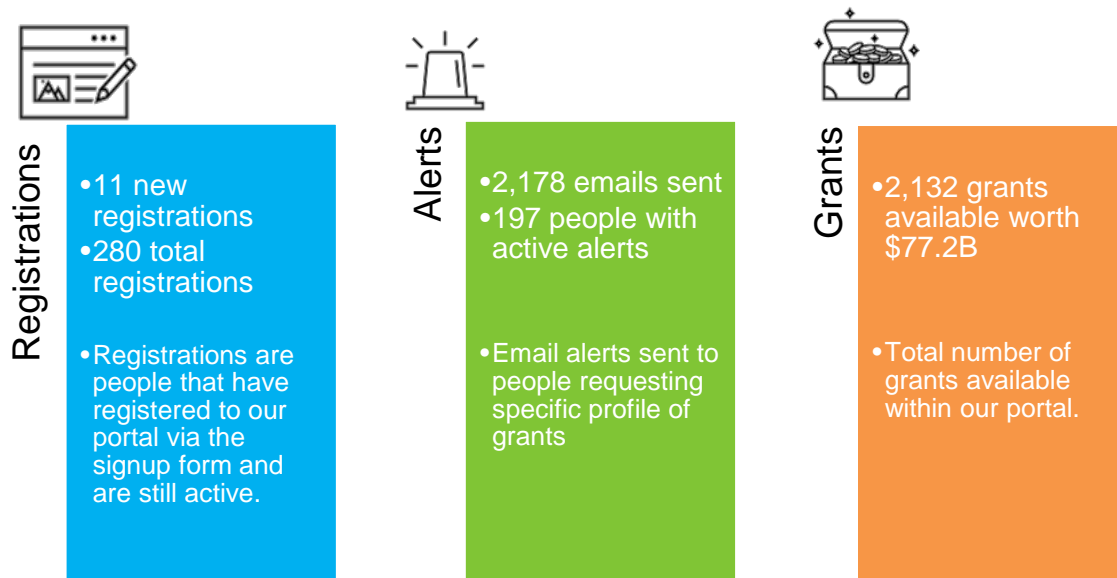 Registrations
•11 new
registrations
•280 total
registrations
•Registrations are
people that have
registered to our
portal via the
signup form and
are still active.
Alerts
•2,178 emails sent
•197 people with
active alerts
•Email alerts sent to
people requesting
specific profile of
grants
Grants
•2,132 grants
available worth
$77.2B
•Total number of
grants available
within our portal.